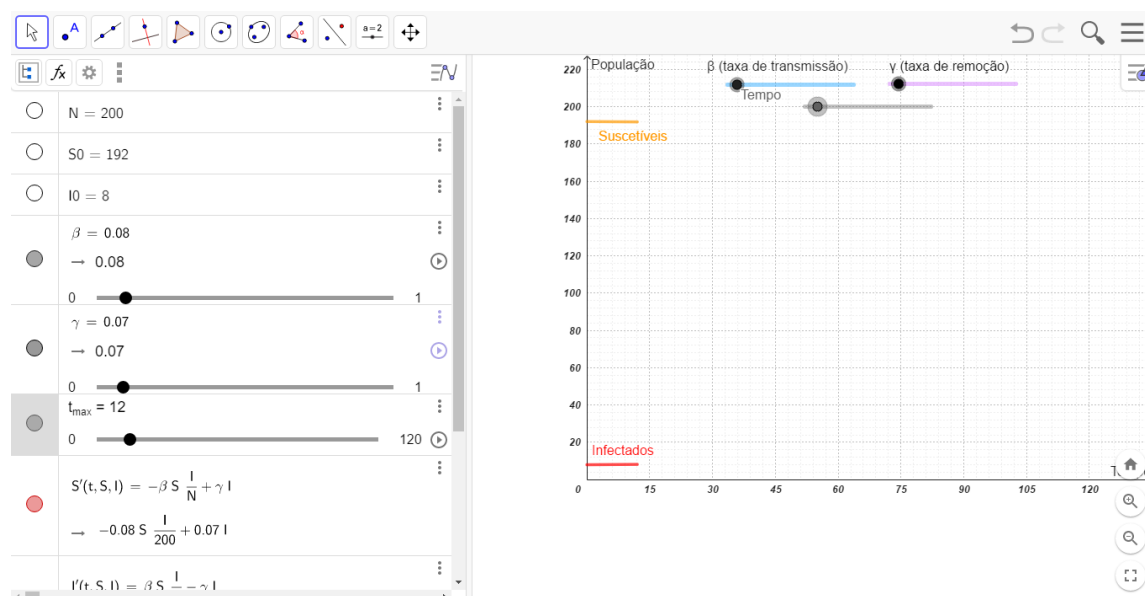 A
α
a=2
fx
N = 200
S0 = 192
I0 = 8
β = 0.08
→ 0.08
0 1
γ = 0.07
→ 0.07
0 1
tmax = 12
0 120
S′(t, S, I) = −β S I/N + γ I
→ −0.08 S I/200 + 0.07 I
I′(t, S, I) = β S I − γ I
População
β (taxa de transmissão)
γ (taxa de remoção)
Tempo
Suscetíveis
Infectados
220
200
180
160
140
120
100
80
60
40
20
0 15 30 45 60 75 90 105 120